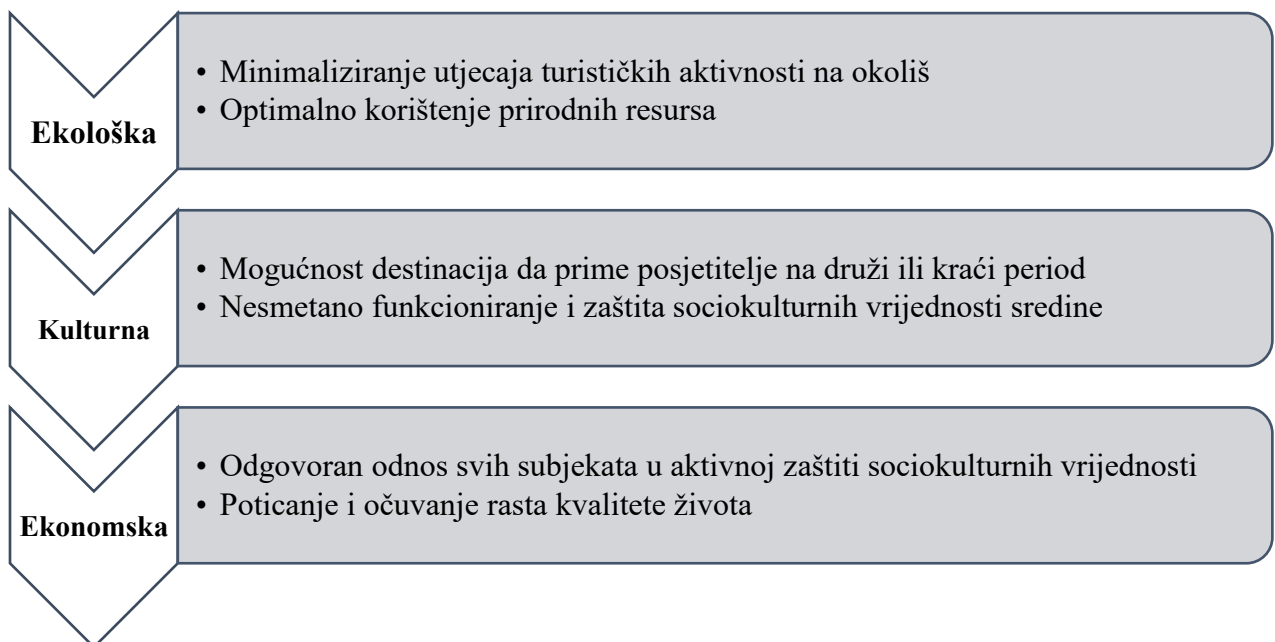 Ekološka
• Minimaliziranje utjecaja turističkih aktivnosti na okoliš
• Optimalno korištenje prirodnih resursa
Kulturna
• Mogućnost destinacija da prime posjetitelje na druži ili kraći period
• Nesmetano funkcioniranje i zaštita sociokulturnih vrijednosti sredine
Ekonomska
• Odgovoran odnos svih subjekata u aktivnoj zaštiti sociokulturnih vrijednosti
• Poticanje i očuvanje rasta kvalitete života